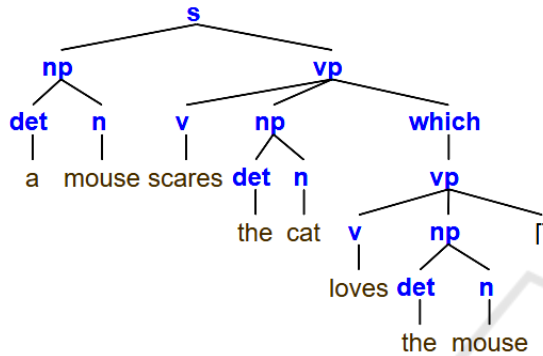 s
np vp
det n v np which
a mouse scares det n vp
the cat v np
loves det n
the mouse